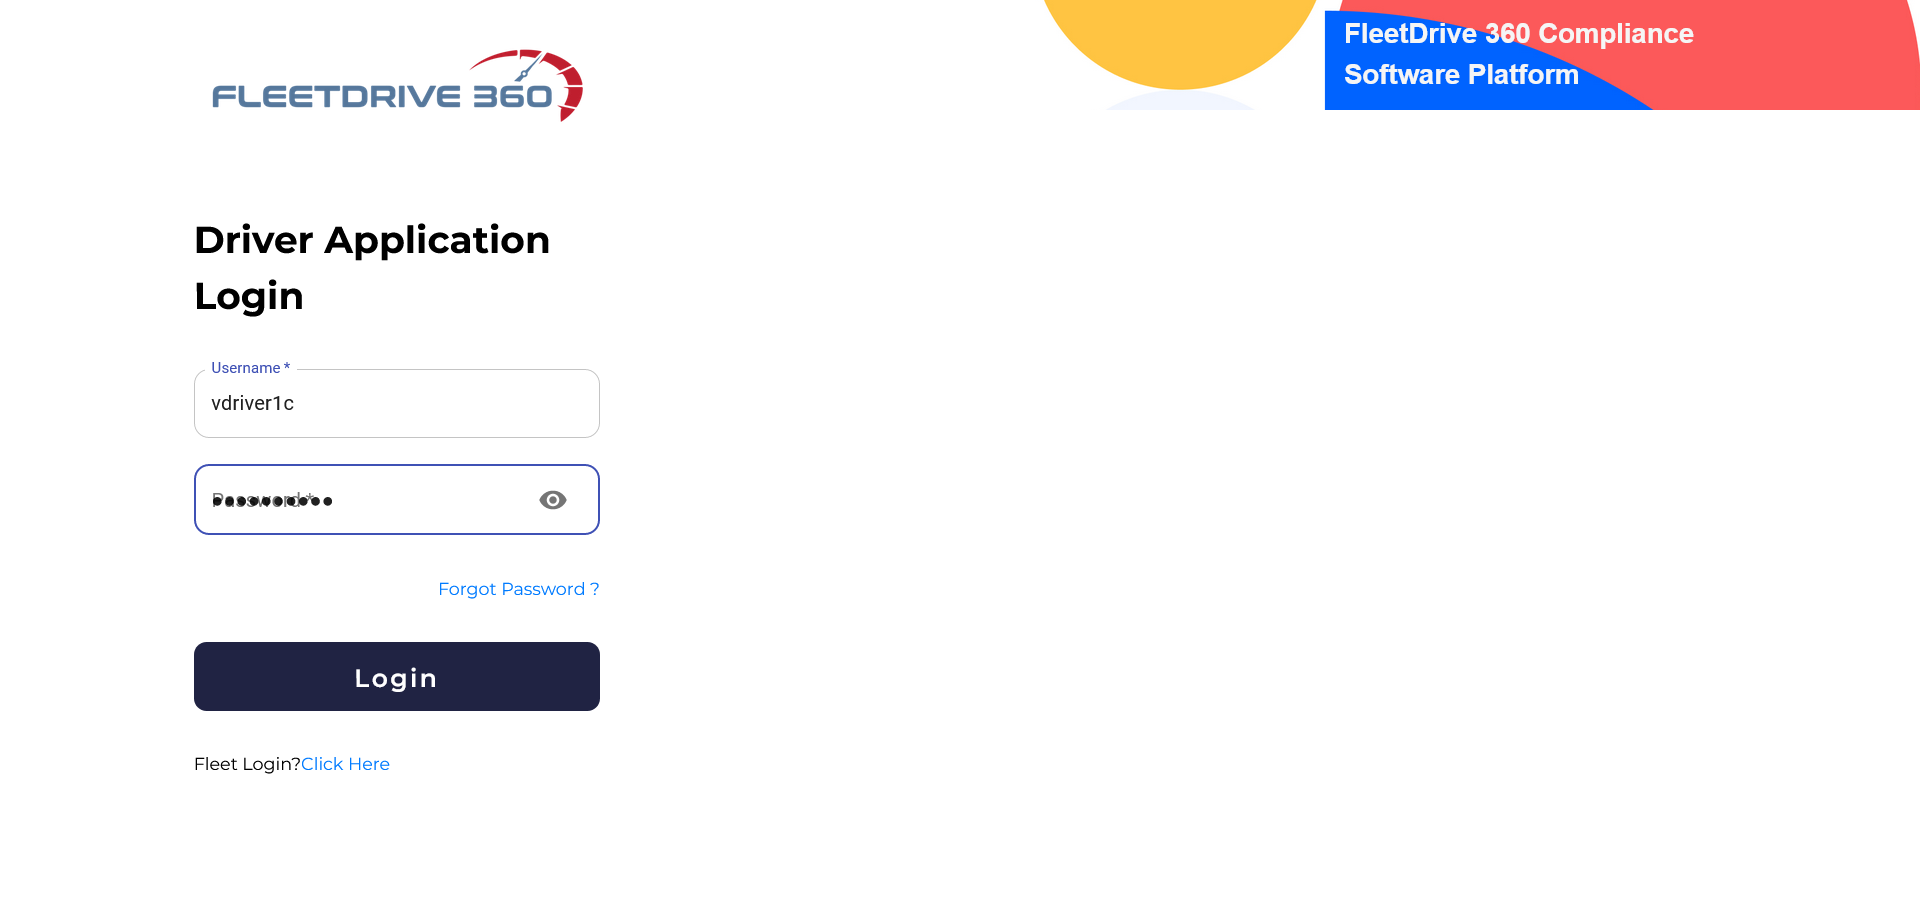 FLEETDRIVE 360
FleetDrive 360 Compliance
Software Platform
Driver Application
Login
Username *
vdriver1c
Password *
Forgot Password ?
Login
Fleet Login?Click Here